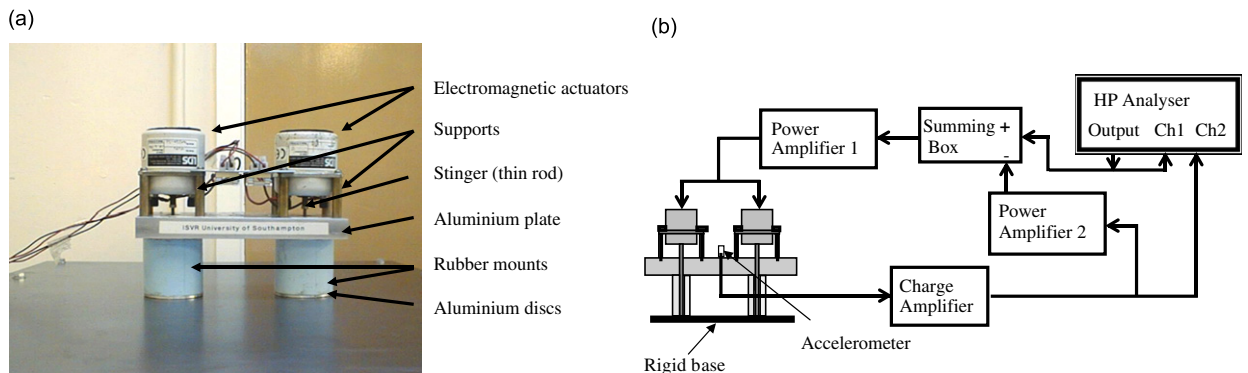 (a)
Electromagnetic actuators
Supports
Stinger (thin rod)
Aluminium plate
Rubber mounts
Aluminium discs
LDS
ISVR University of Southampton
(b)
HP Analyser
Output Ch1 Ch2
Power
Amplifier 1
Summing +
Box
-
Power
Amplifier 2
Charge
Amplifier
Accelerometer
Rigid base